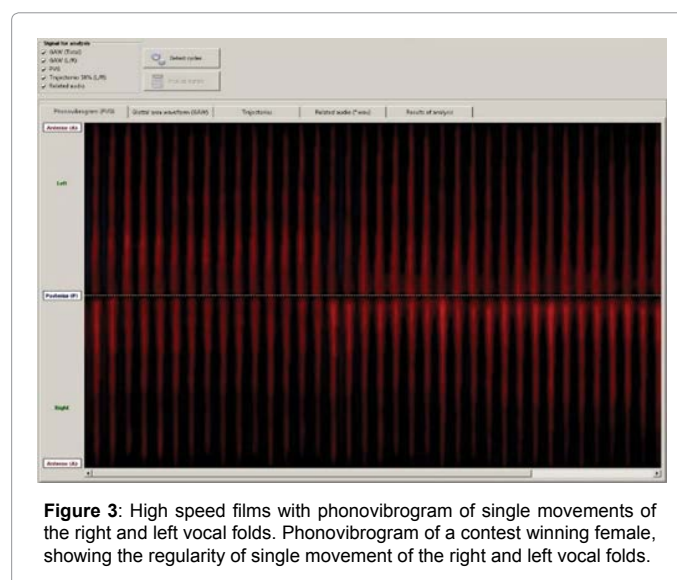 Signal for analysis
GAW (Total)
GAW (L/R)
PVG
Trajectories 50% (L/R)
Related audio
Detect cycles
Phonovibrogram (PVG) Glottal area waveform (GAW) Trajectories Related audio (*.wav) Results of analysis
Anterior (A)
Left
Posterior (P)
Right
Anterior (A)
Figure 3: High speed films with phonovibrogram of single movements of
the right and left vocal folds. Phonovibrogram of a contest winning female,
showing the regularity of single movement of the right and left vocal folds.